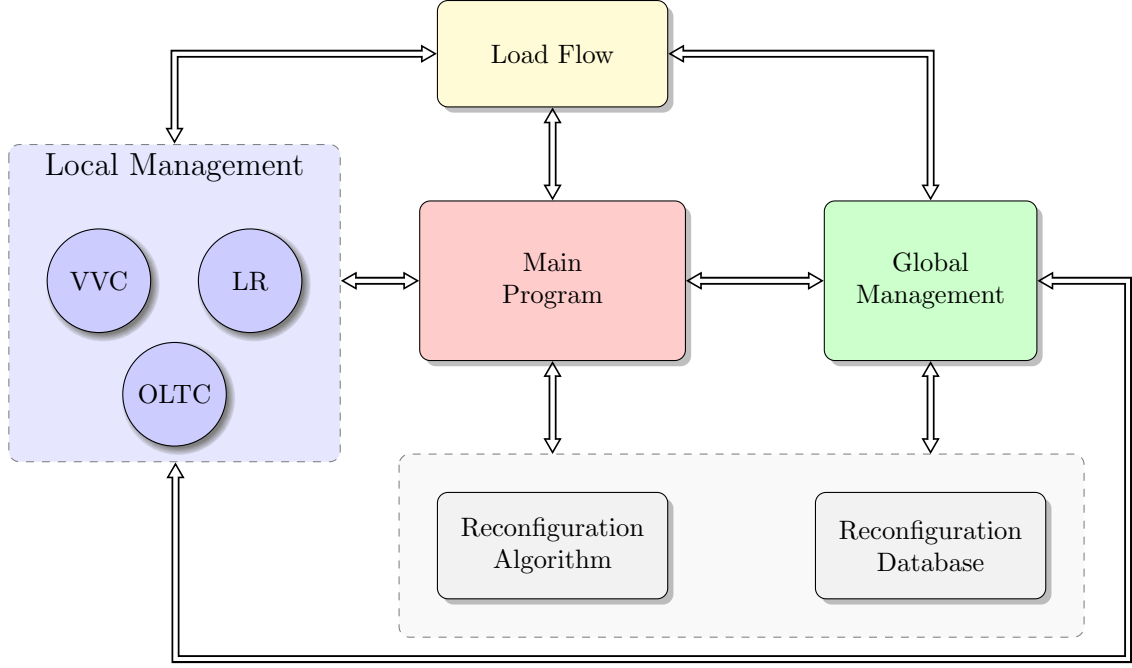 Load Flow
Local Management
VVC
LR
OLTC
Main
Program
Global
Management
Reconfiguration
Algorithm
Reconfiguration
Database